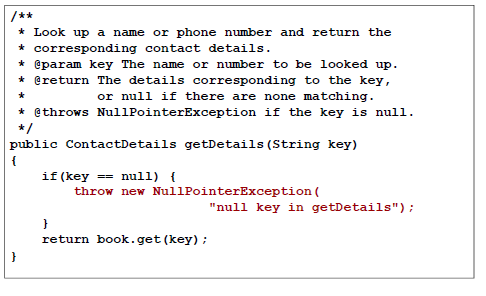 /**
 * Look up a name or phone number and return the
 * corresponding contact details.
 * @param key The name or number to be looked up.
 * @return The details corresponding to the key,
 *         or null if there are none matching.
 * @throws NullPointerException if the key is null.
 */
public ContactDetails getDetails(String key)
{
    if(key == null) {
        throw new NullPointerException(
                          "null key in getDetails");
    }
    return book.get(key);
}